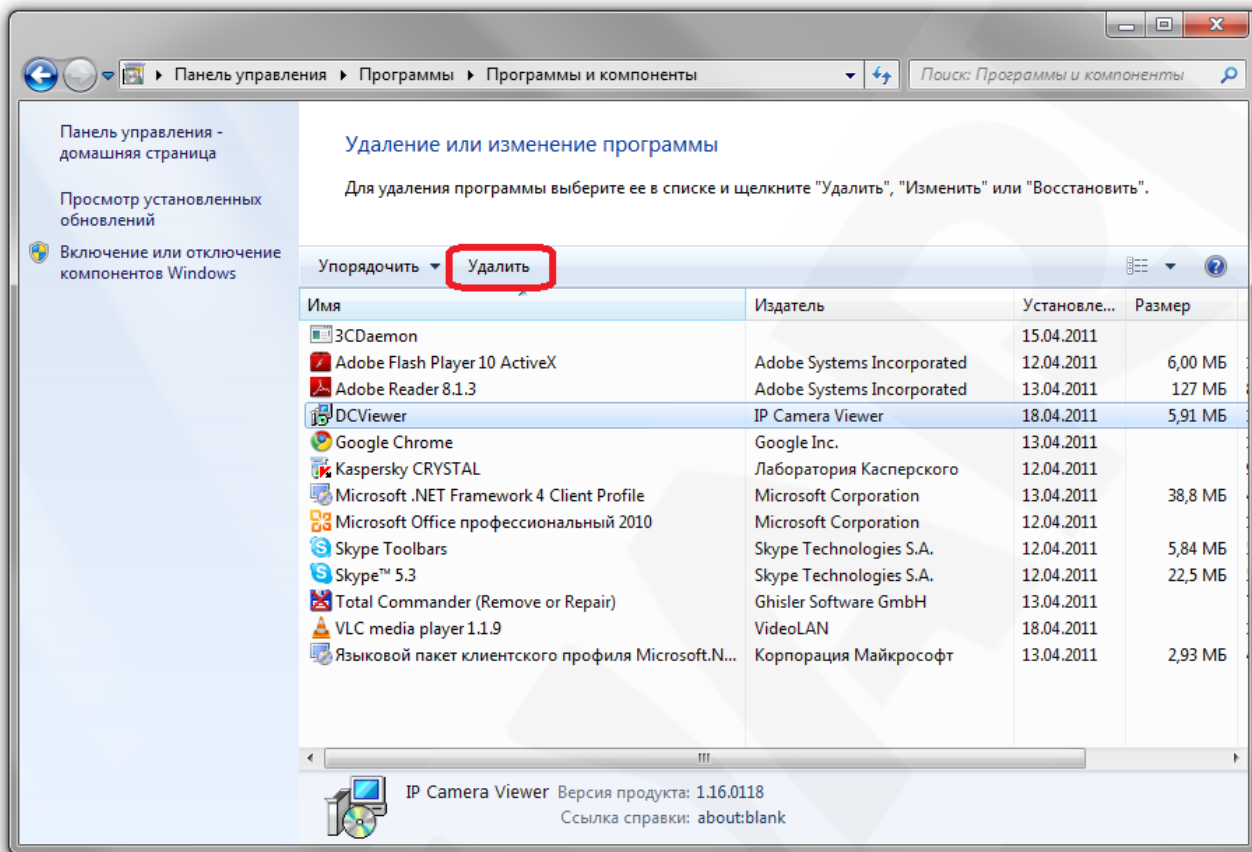 Панель управления ▸ Программы ▸ Программы и компоненты
Поиск: Программы и компоненты
Панель управления -
домашняя страница
Просмотр установленных
обновлений
Включение или отключение
компонентов Windows
Удаление или изменение программы
Для удаления программы выберите ее в списке и щелкните "Удалить", "Изменить" или "Восстановить".
Упорядочить Удалить
Имя Издатель Установле... Размер
3CDaemon 15.04.2011
Adobe Flash Player 10 ActiveX Adobe Systems Incorporated 12.04.2011 6,00 МБ
Adobe Reader 8.1.3 Adobe Systems Incorporated 13.04.2011 127 МБ
DCViewer IP Camera Viewer 18.04.2011 5,91 МБ
Google Chrome Google Inc. 13.04.2011
Kaspersky CRYSTAL Лаборатория Касперского 12.04.2011
Microsoft .NET Framework 4 Client Profile Microsoft Corporation 13.04.2011 38,8 МБ
Microsoft Office профессиональный 2010 Microsoft Corporation 12.04.2011
Skype Toolbars Skype Technologies S.A. 12.04.2011 5,84 МБ
Skype™ 5.3 Skype Technologies S.A. 12.04.2011 22,5 МБ
Total Commander (Remove or Repair) Ghisler Software GmbH 13.04.2011
VLC media player 1.1.9 VideoLAN 18.04.2011
Языковой пакет клиентского профиля Microsoft.N... Корпорация Майкрософт 13.04.2011 2,93 МБ
IP Camera Viewer Версия продукта: 1.16.0118
Ссылка справки: about:blank